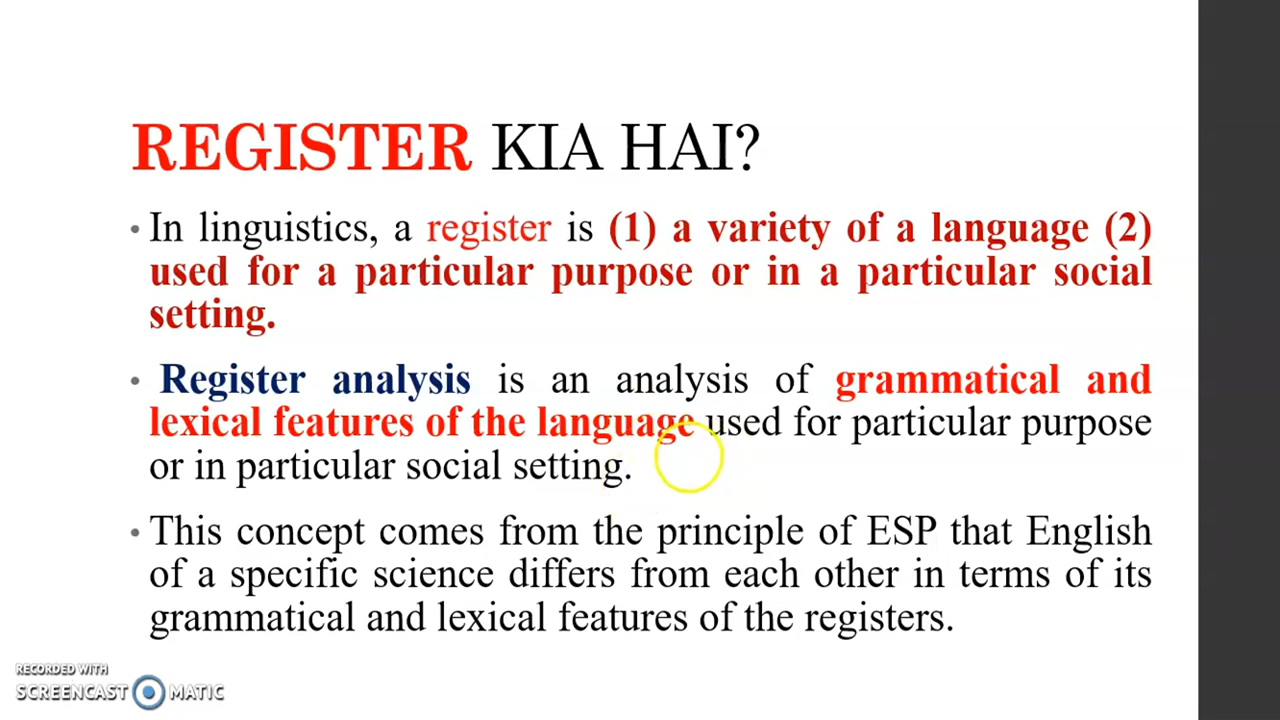 REGISTER KIA HAI?
• In linguistics, a register is (1) a variety of a language (2)
used for a particular purpose or in a particular social
setting.
• Register analysis is an analysis of grammatical and
lexical features of the language used for particular purpose
or in particular social setting.
• This concept comes from the principle of ESP that English
of a specific science differs from each other in terms of its
grammatical and lexical features of the registers.
RECORDED WITH
SCREENCAST MATIC